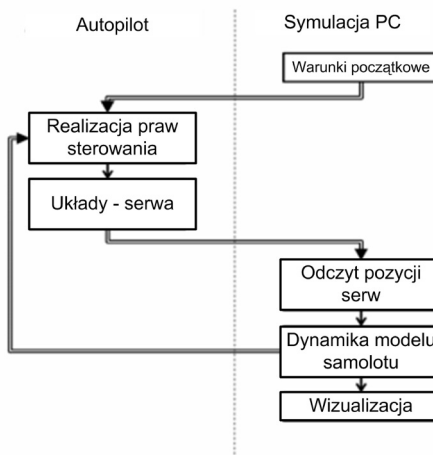 Autopilot
Symulacja PC
Warunki początkowe
Realizacja praw
sterowania
Układy - serwa
Odczyt pozycji
serw
Dynamika modelu
samolotu
Wizualizacja